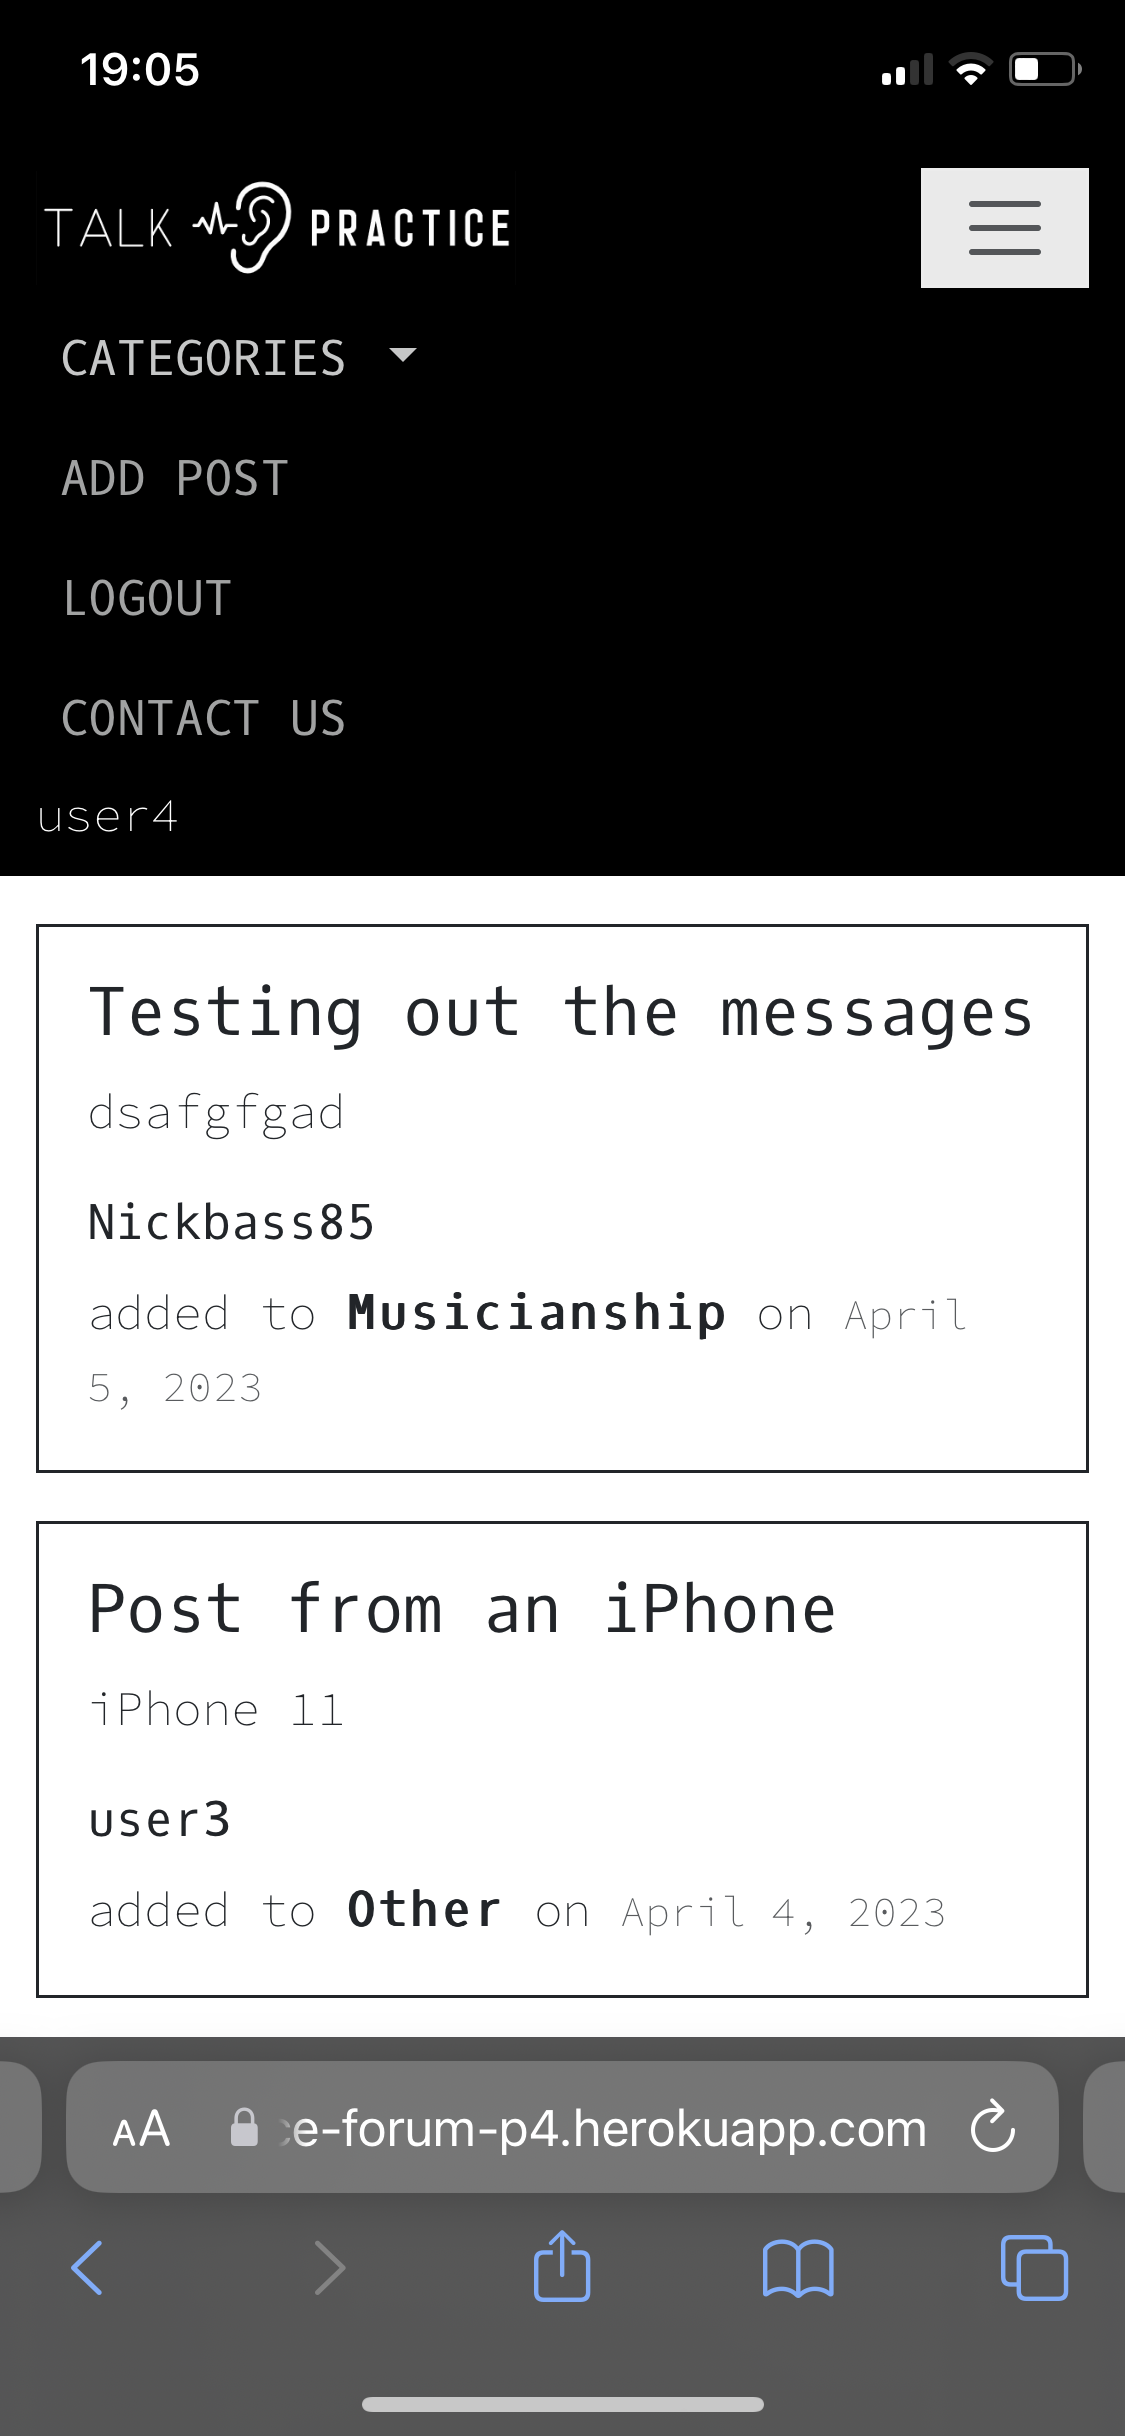 19:05
TALK PRACTICE
CATEGORIES
ADD POST
LOGOUT
CONTACT US
user4
Testing out the messages
dsafgfgad
Nickbass85
added to Musicianship on April
5, 2023
Post from an iPhone
iPhone 11
user3
added to Other on April 4, 2023
AA e-forum-p4.herokuapp.com